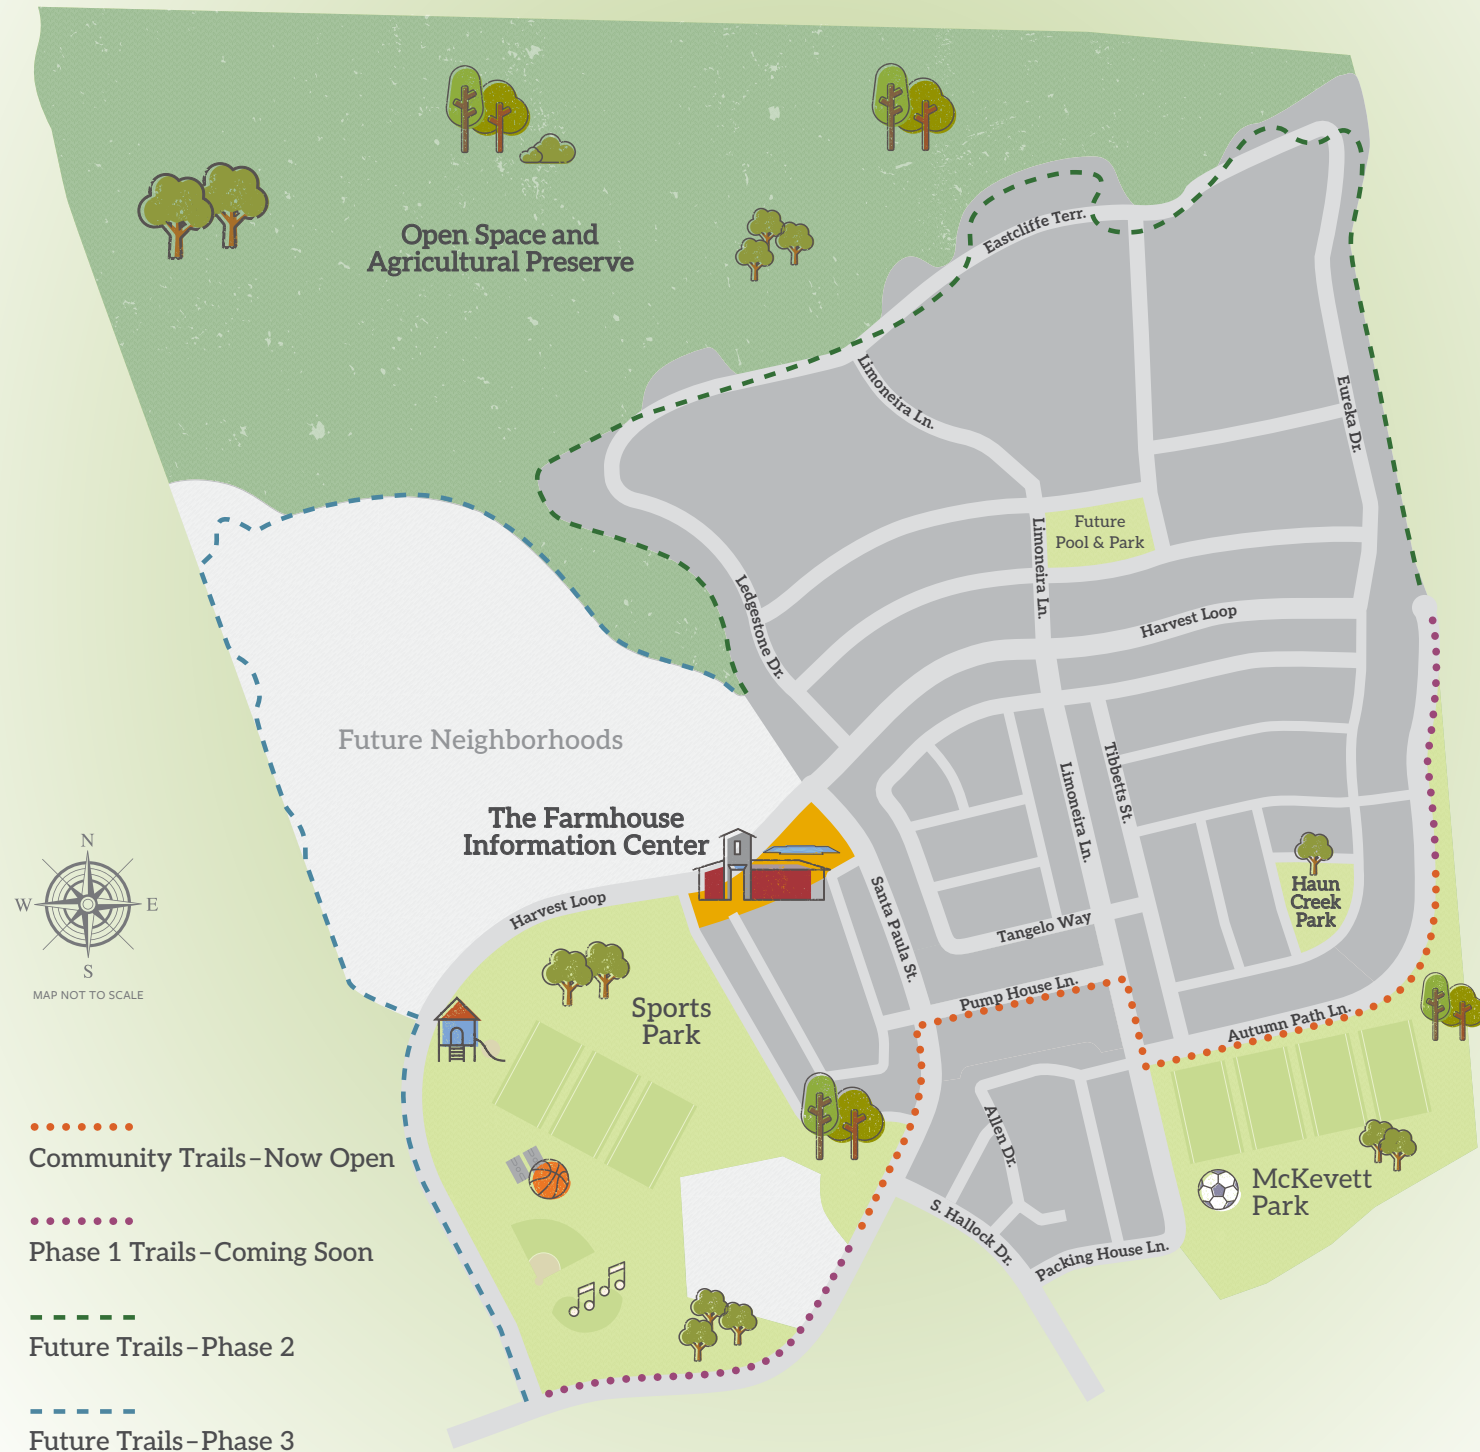 Open Space and
Agricultural Preserve
Eastcliffe Terr.
Limoneira Ln.
Eureka Dr.
Future
Pool & Park
Limoneira Ln.
Ledgestone Dr.
Harvest Loop
Future Neighborhoods
Tibbetts St.
Limoneira Ln.
The Farmhouse
Information Center
Harvest Loop
Santa Paula St.
Haun
Creek
Park
Tangelo Way
N
W
E
S
MAP NOT TO SCALE
Sports
Park
Pump House Ln.
Autumn Path Ln.
Allen Dr.
McKevett
Park
S. Hallock Dr.
Packing House Ln.
Community Trails–Now Open
Phase 1 Trails–Coming Soon
Future Trails–Phase 2
Future Trails–Phase 3